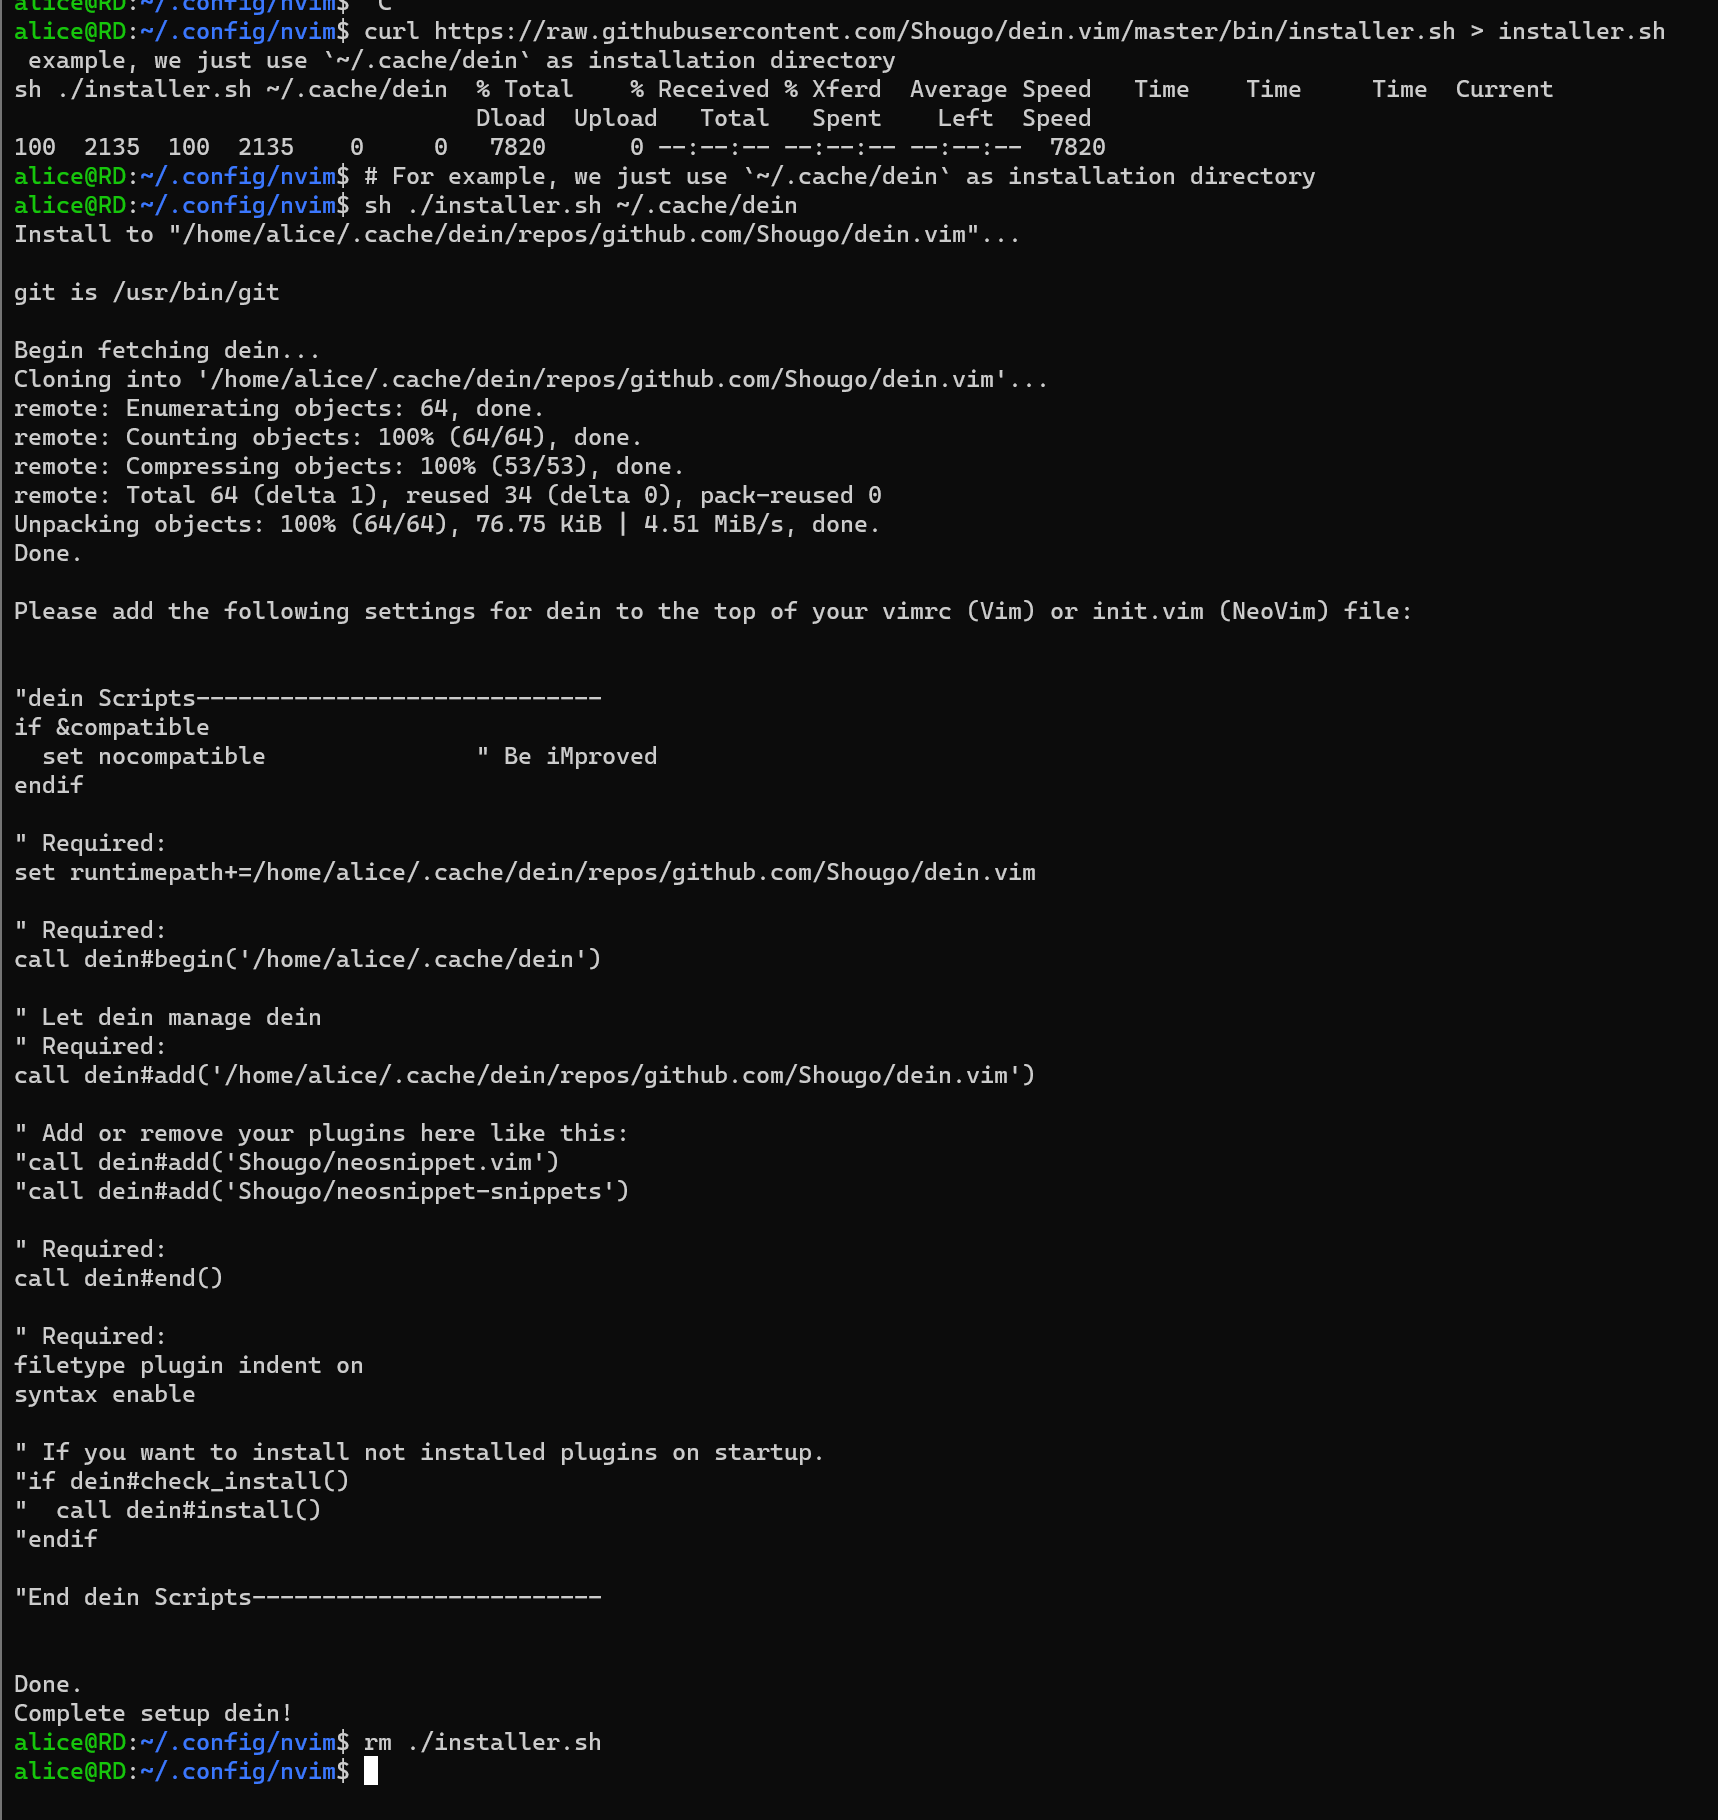 alice@RD:~/.config/nvim$ ^C
alice@RD:~/.config/nvim$ curl https://raw.githubusercontent.com/Shougo/dein.vim/master/bin/installer.sh > installer.sh
 example, we just use `~/.cache/dein` as installation directory
sh ./installer.sh ~/.cache/dein  % Total    % Received % Xferd  Average Speed   Time    Time     Time  Current
                                 Dload  Upload   Total   Spent    Left  Speed
100  2135  100  2135    0     0   7820      0 --:--:-- --:--:-- --:--:--  7820
alice@RD:~/.config/nvim$ # For example, we just use `~/.cache/dein` as installation directory
alice@RD:~/.config/nvim$ sh ./installer.sh ~/.cache/dein
Install to "/home/alice/.cache/dein/repos/github.com/Shougo/dein.vim"...

git is /usr/bin/git

Begin fetching dein...
Cloning into '/home/alice/.cache/dein/repos/github.com/Shougo/dein.vim'...
remote: Enumerating objects: 64, done.
remote: Counting objects: 100% (64/64), done.
remote: Compressing objects: 100% (53/53), done.
remote: Total 64 (delta 1), reused 34 (delta 0), pack-reused 0
Unpacking objects: 100% (64/64), 76.75 KiB | 4.51 MiB/s, done.
Done.

Please add the following settings for dein to the top of your vimrc (Vim) or init.vim (NeoVim) file:


"dein Scripts-----------------------------
if &compatible
  set nocompatible               " Be iMproved
endif

" Required:
set runtimepath+=/home/alice/.cache/dein/repos/github.com/Shougo/dein.vim

" Required:
call dein#begin('/home/alice/.cache/dein')

" Let dein manage dein
" Required:
call dein#add('/home/alice/.cache/dein/repos/github.com/Shougo/dein.vim')

" Add or remove your plugins here like this:
"call dein#add('Shougo/neosnippet.vim')
"call dein#add('Shougo/neosnippet-snippets')

" Required:
call dein#end()

" Required:
filetype plugin indent on
syntax enable

" If you want to install not installed plugins on startup.
"if dein#check_install()
"  call dein#install()
"endif

"End dein Scripts-------------------------


Done.
Complete setup dein!
alice@RD:~/.config/nvim$ rm ./installer.sh
alice@RD:~/.config/nvim$